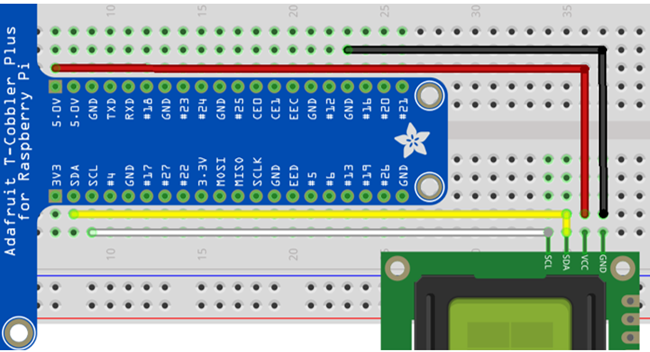 10
15
20
25
30
35
Adafruit T-Cobbler Plus
for Raspberry Pi
5.0V 5.0V GND TXD RXD #18 GND #23 #24 GND #25 CE0 CE1 EEC GND #12 GND #16 #20 #21
3V3 SDA SCL #4 GND #17 #27 #22 3.3V MOSI MISO SCLK GND EED #5 #6 #13 #19 #26 GND
10
15
30
SCL SDA VCC GND